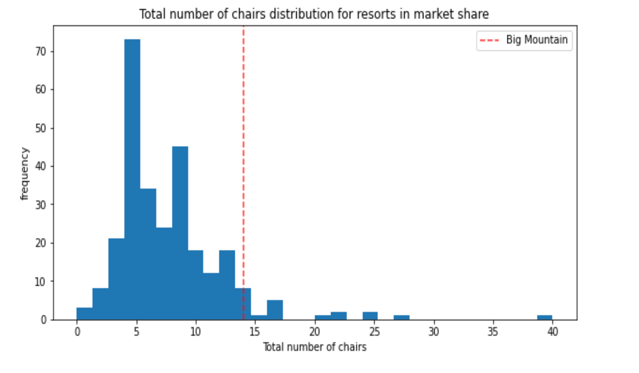 Total number of chairs distribution for resorts in market share
Big Mountain
frequency
70
60
50
40
30
20
10
0
0 5 10 15 20 25 30 35 40
Total number of chairs